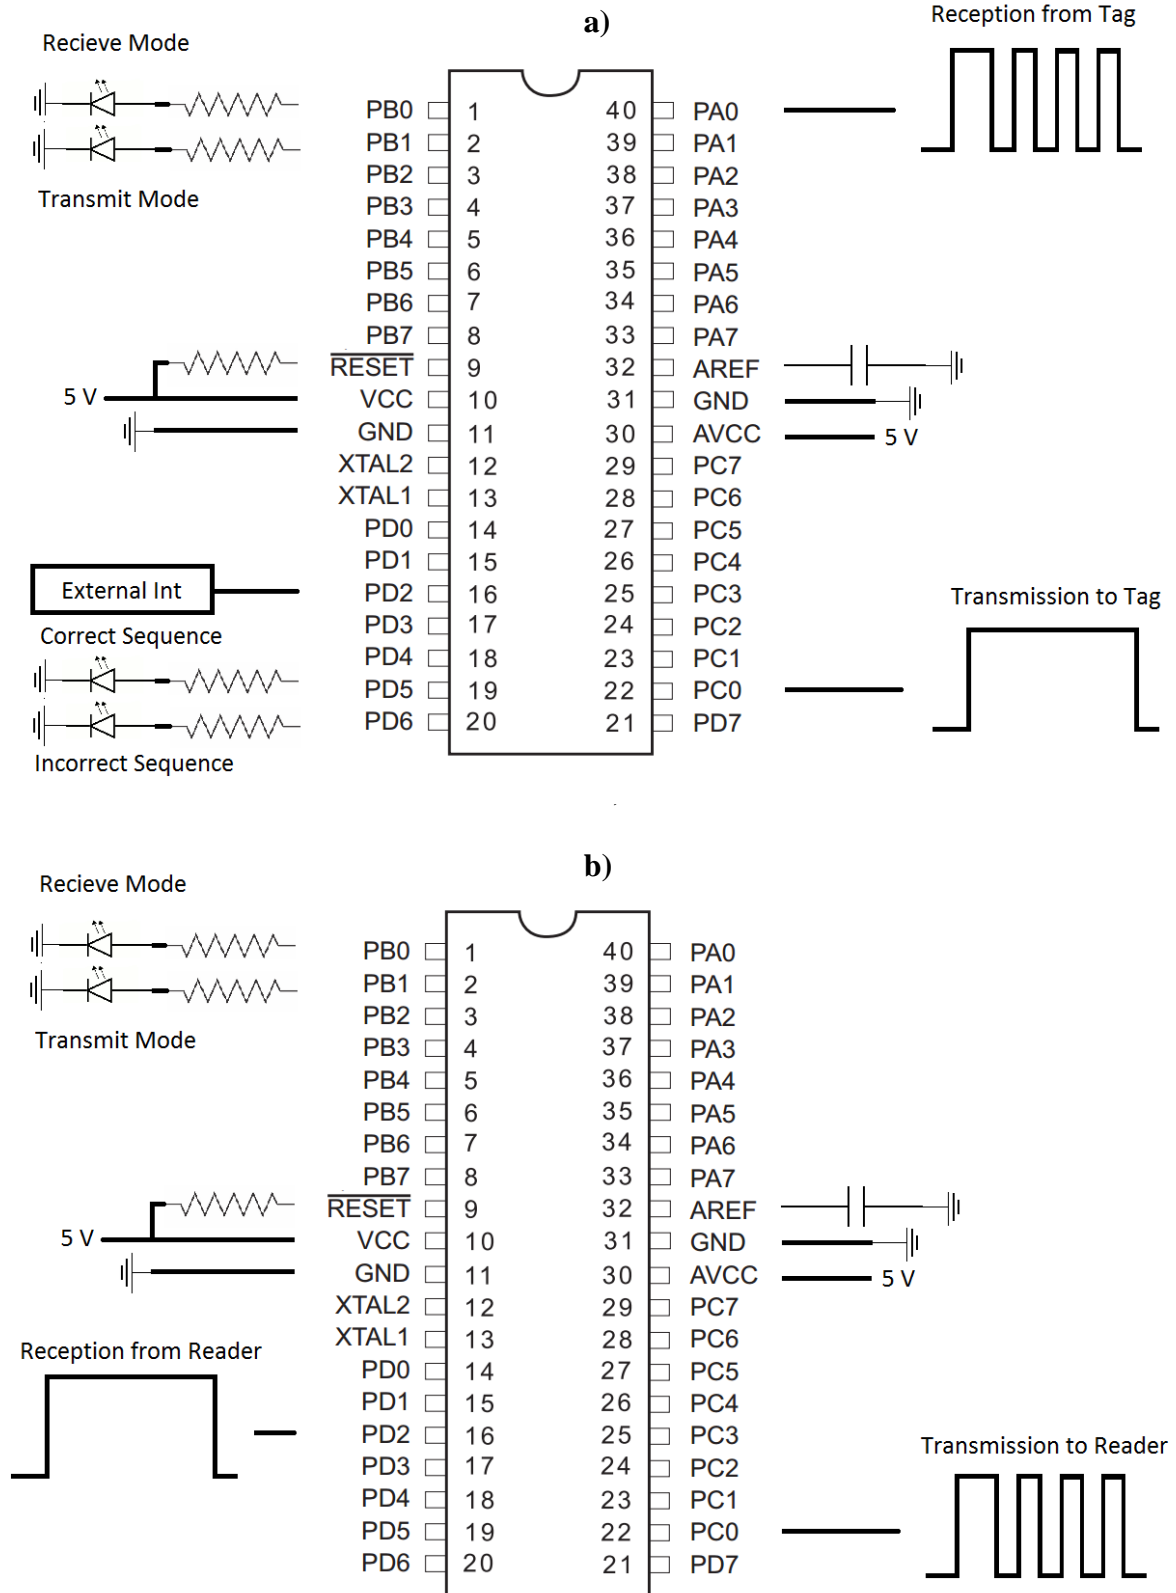 a)
Reception from Tag
Recieve Mode
Transmit Mode
PB0 1 40 PA0
PB1 2 39 PA1
PB2 3 38 PA2
PB3 4 37 PA3
PB4 5 36 PA4
PB5 6 35 PA5
PB6 7 34 PA6
PB7 8 33 PA7
RESET 9 32 AREF
5 V VCC 10 31 GND
GND 11 30 AVCC 5 V
XTAL2 12 29 PC7
XTAL1 13 28 PC6
PD0 14 27 PC5
PD1 15 26 PC4
External Int PD2 16 25 PC3
Transmission to Tag
Correct Sequence PD3 17 24 PC2
PD4 18 23 PC1
PD5 19 22 PC0
PD6 20 21 PD7
Incorrect Sequence
b)
Recieve Mode
Transmit Mode
PB0 1 40 PA0
PB1 2 39 PA1
PB2 3 38 PA2
PB3 4 37 PA3
PB4 5 36 PA4
PB5 6 35 PA5
PB6 7 34 PA6
PB7 8 33 PA7
RESET 9 32 AREF
5 V VCC 10 31 GND
GND 11 30 AVCC 5 V
XTAL2 12 29 PC7
XTAL1 13 28 PC6
Reception from Reader
PD0 14 27 PC5
PD1 15 26 PC4
PD2 16 25 PC3
Transmission to Reader
PD3 17 24 PC2
PD4 18 23 PC1
PD5 19 22 PC0
PD6 20 21 PD7